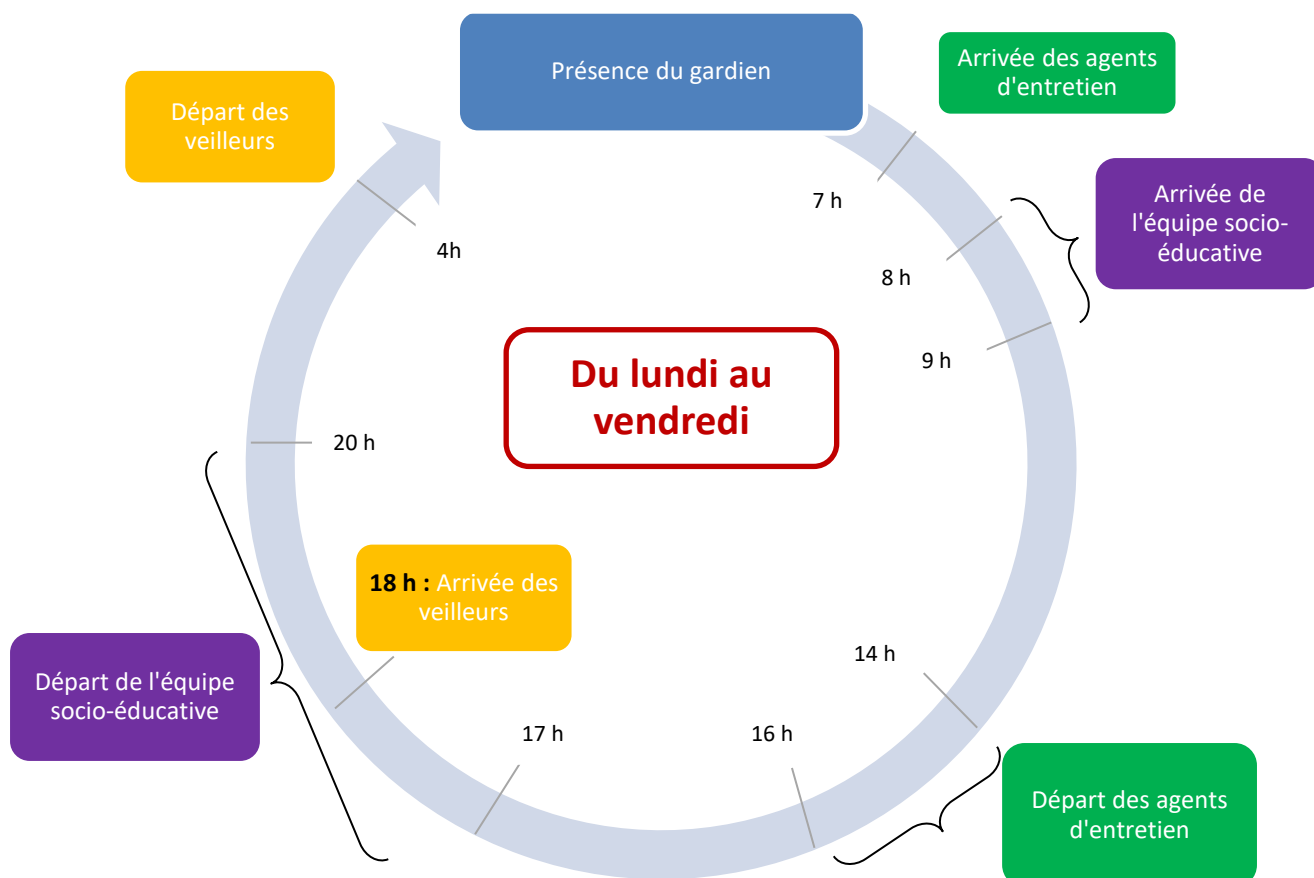 Présence du gardien
Arrivée des agents
d'entretien
Départ des
veilleurs
Arrivée de
l'équipe socio-
éducative
7 h
4h
8 h
9 h
Du lundi au
vendredi
20 h
18 h : Arrivée des
veilleurs
14 h
Départ de l'équipe
socio-éducative
17 h
16 h
Départ des agents
d'entretien